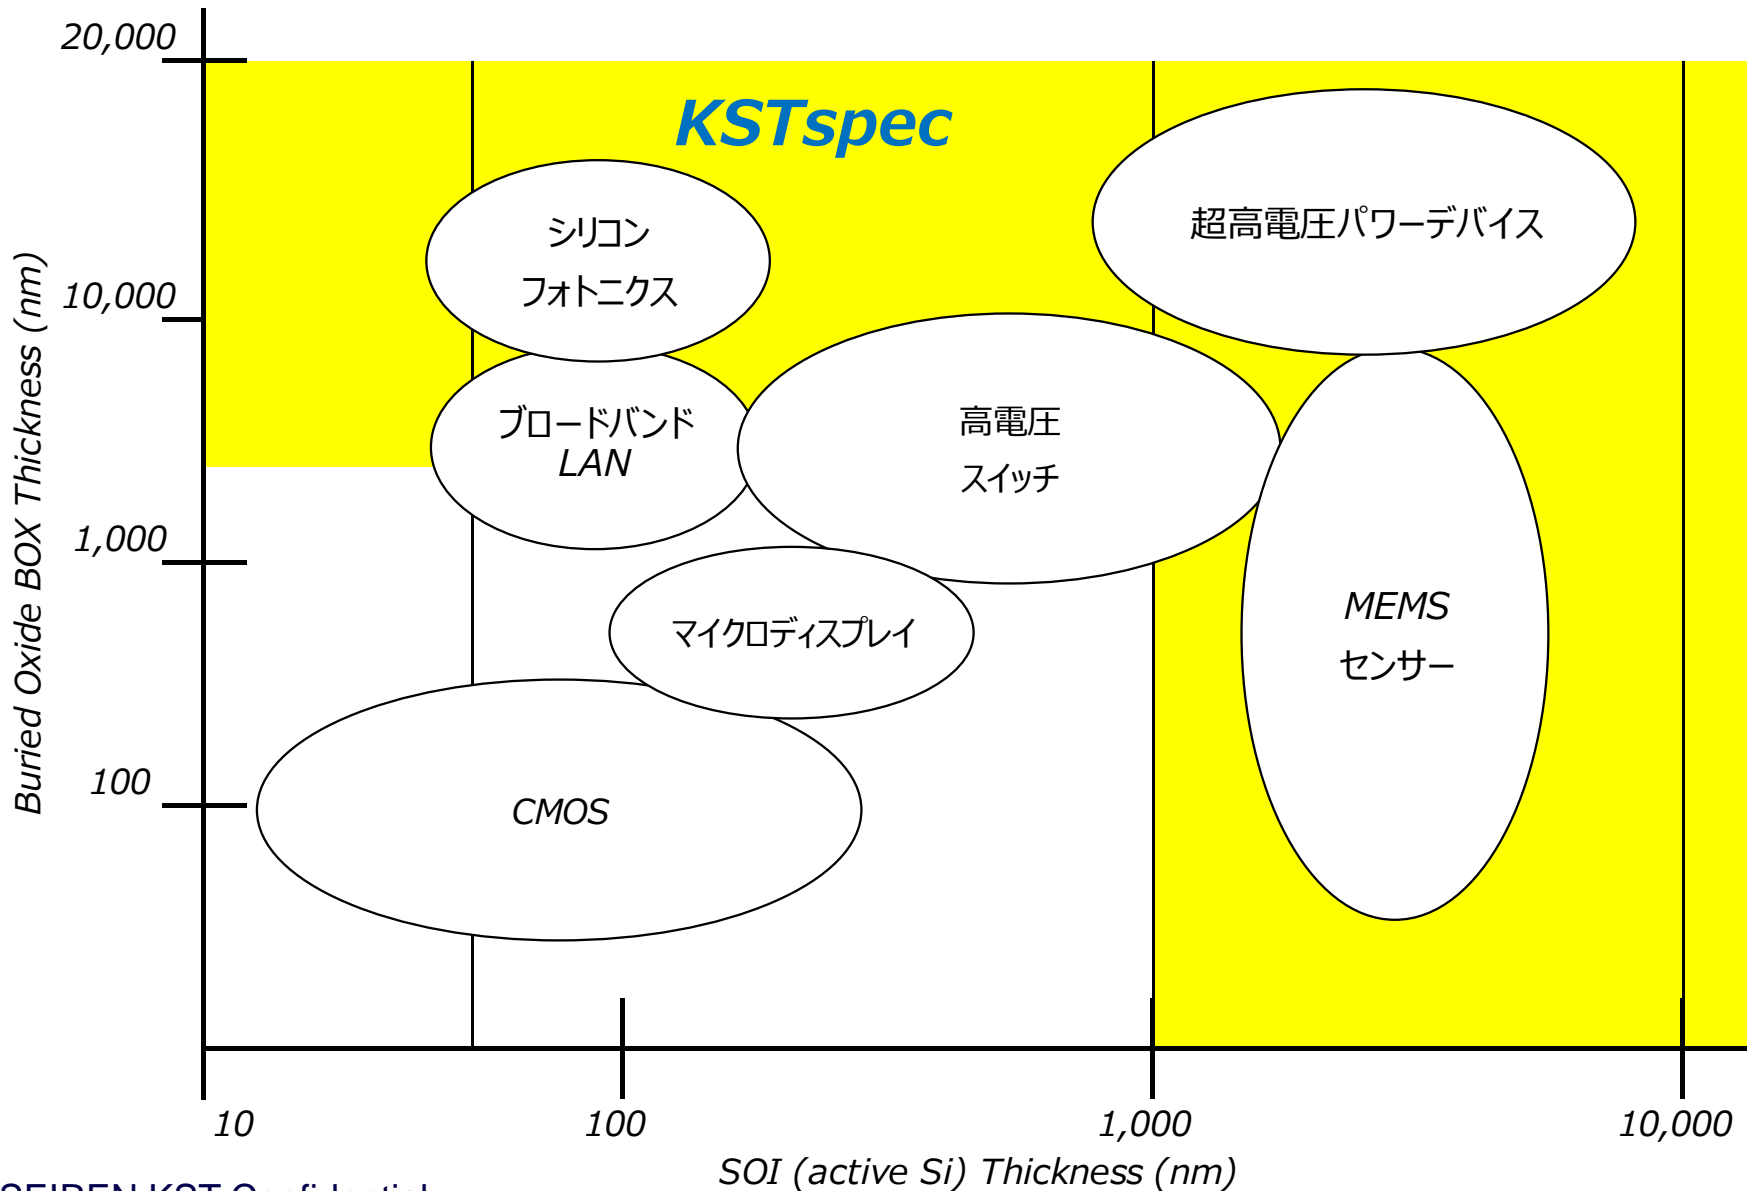 20,000
KSTspec
シリコン
フォトニクス
超高電圧パワーデバイス
10,000
Buried Oxide BOX Thickness (nm)
ブロードバンド
LAN
高電圧
スイッチ
1,000
MEMS
センサー
マイクロディスプレイ
100
CMOS
10
100
1,000
10,000
SOI (active Si) Thickness (nm)
SEIREN KST Confidential